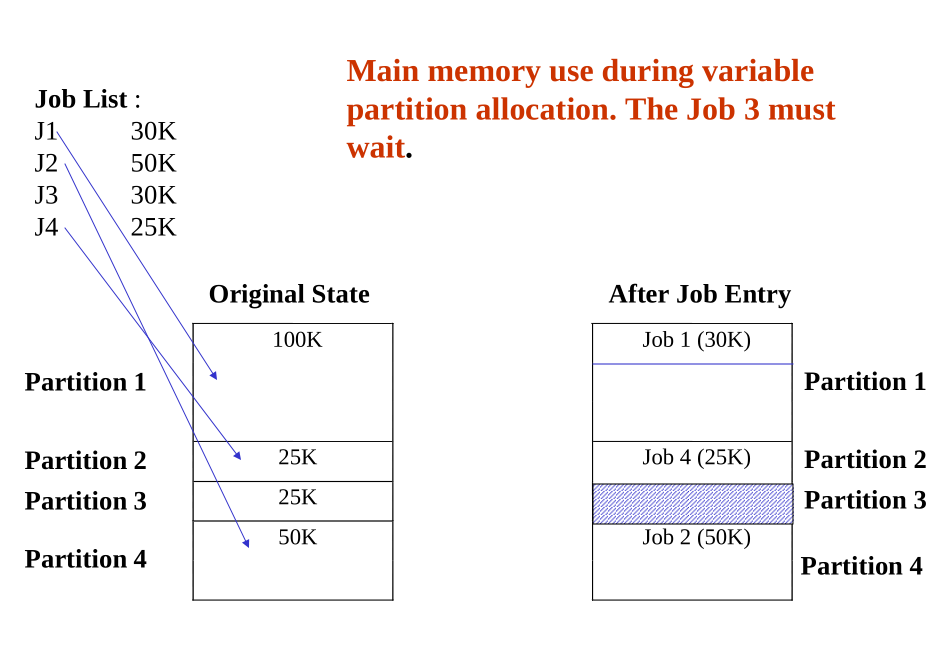 Main memory use during variable
partition allocation. The Job 3 must
wait.
Job List :
J1 30K
J2 50K
J3 30K
J4 25K
Original State
After Job Entry
100K
Job 1 (30K)
Partition 1
Partition 1
Partition 2
25K
Job 4 (25K)
Partition 2
Partition 3
25K
Partition 3
50K
Job 2 (50K)
Partition 4
Partition 4